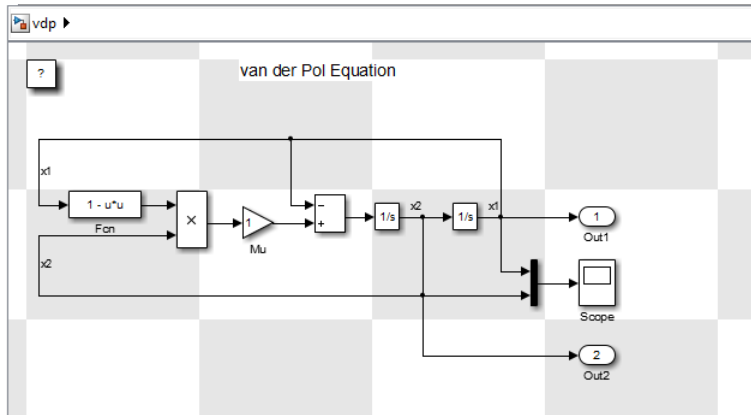 vdp
?
van der Pol Equation
x1
1 - u*u
Fcn
×
1
Mu
−
+
1/s
x2
1/s
x1
1
Out1
x2
Scope
2
Out2